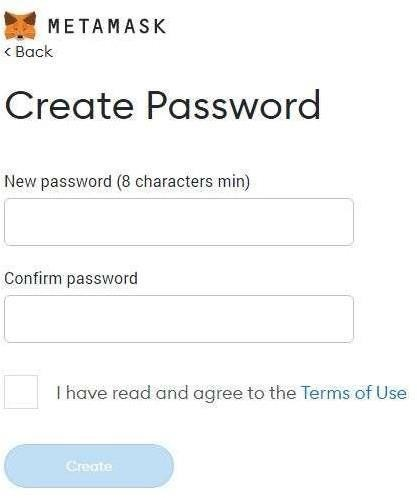 METAMASK
< Back
Create Password
New password (8 characters min)
Confirm password
I have read and agree to the Terms of Use
Create